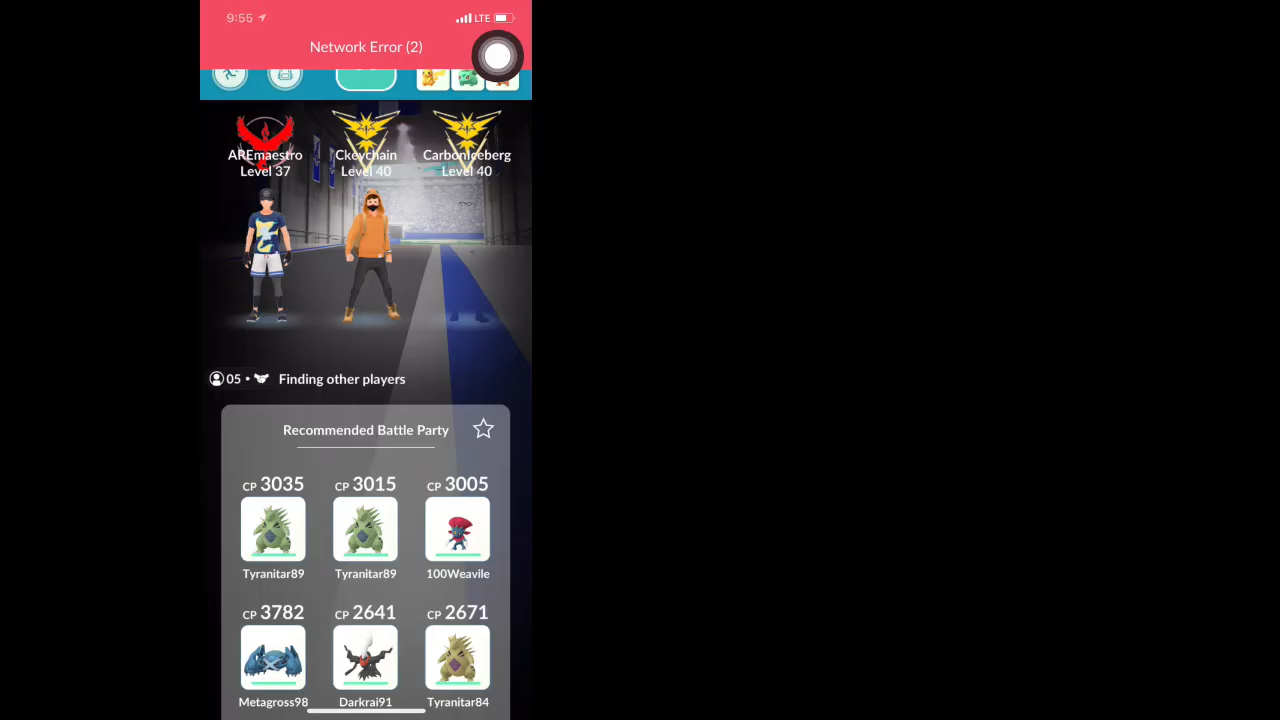 9:55 LTE
Network Error (2)
AREmaestro Ckeychain CarbonIceberg
Level 37 Level 40 Level 40
05 • Finding other players
Recommended Battle Party
CP 3035 CP 3015 CP 3005
Tyranitar89 Tyranitar89 100Weavile
CP 3782 CP 2641 CP 2671
Metagross98 Darkrai91 Tyranitar84